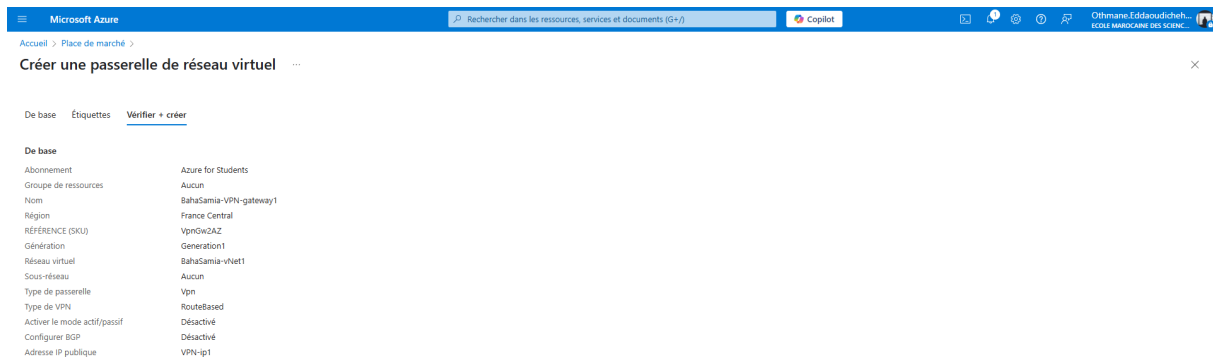 Microsoft Azure
Rechercher dans les ressources, services et documents (G+/)
Copilot
1
Othmane.Eddaoudicheh...
ECOLE MAROCAINE DES SCIENC...
Accueil > Place de marché >
Créer une passerelle de réseau virtuel ...
De base Étiquettes Vérifier + créer
De base
Abonnement Azure for Students
Groupe de ressources Aucun
Nom BahaSamia-VPN-gateway1
Région France Central
RÉFÉRENCE (SKU) VpnGw2AZ
Génération Generation1
Réseau virtuel BahaSamia-vNet1
Sous-réseau Aucun
Type de passerelle Vpn
Type de VPN RouteBased
Activer le mode actif/passif Désactivé
Configurer BGP Désactivé
Adresse IP publique VPN-ip1